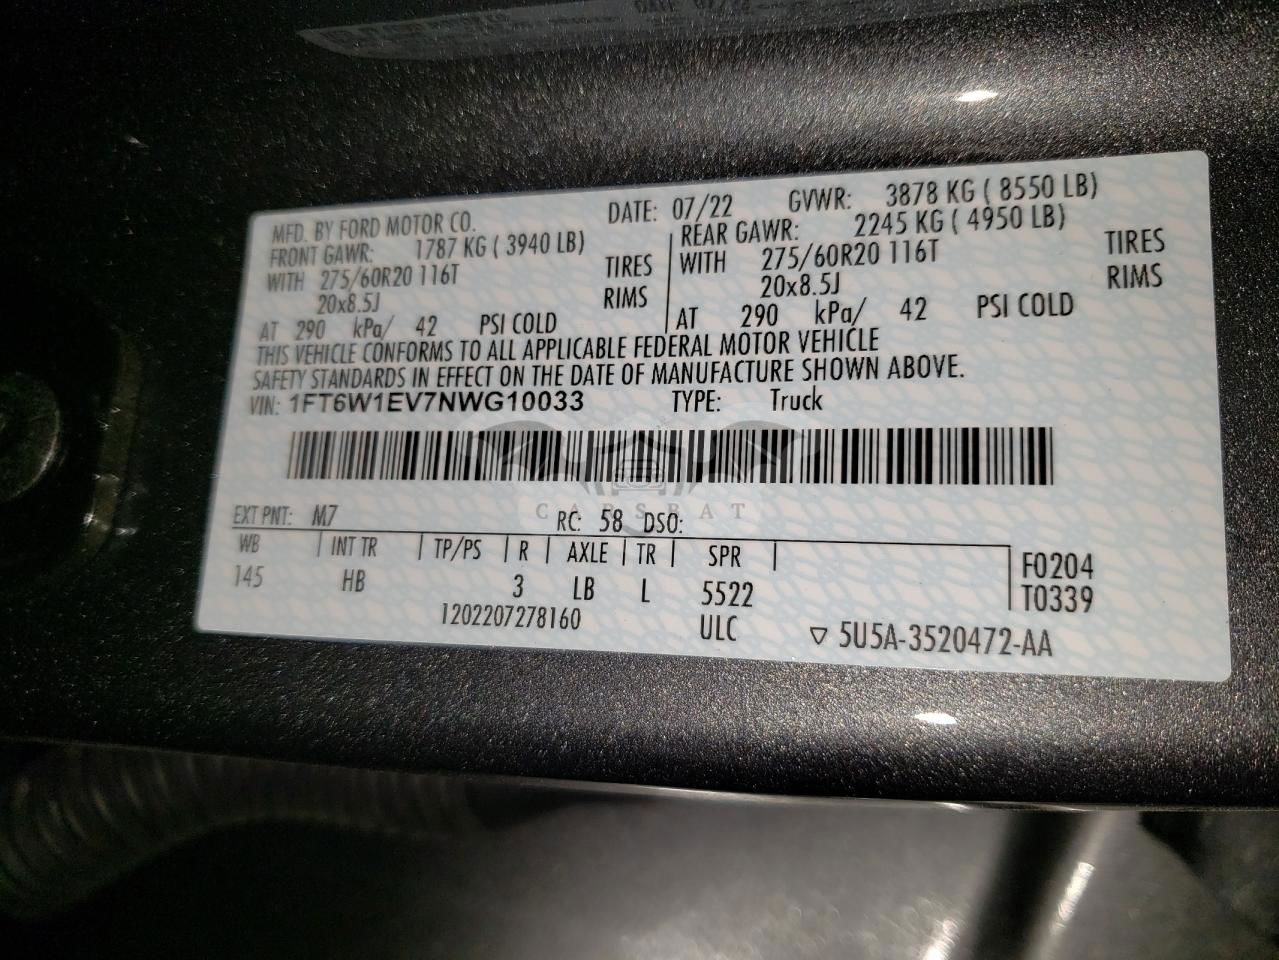 MFD. BY FORD MOTOR CO. DATE: 07/22 GVWR: 3878 KG ( 8550 LB)
FRONT GAWR: 1787 KG ( 3940 LB) REAR GAWR: 2245 KG ( 4950 LB)
WITH 275/60R20 116T TIRES WITH 275/60R20 116T TIRES
20x8.5J RIMS 20x8.5J RIMS
AT 290 kPa/ 42 PSI COLD AT 290 kPa/ 42 PSI COLD
THIS VEHICLE CONFORMS TO ALL APPLICABLE FEDERAL MOTOR VEHICLE
SAFETY STANDARDS IN EFFECT ON THE DATE OF MANUFACTURE SHOWN ABOVE.
VIN: 1FT6W1EV7NWG10033 TYPE: Truck
CARSBAT
EXT PNT: M7 RC: 58 DSO:
WB INT TR TP/PS R AXLE TR SPR F0204
145 HB 3 LB L 5522 T0339
1202207278160 ULC ▽ 5U5A-3520472-AA